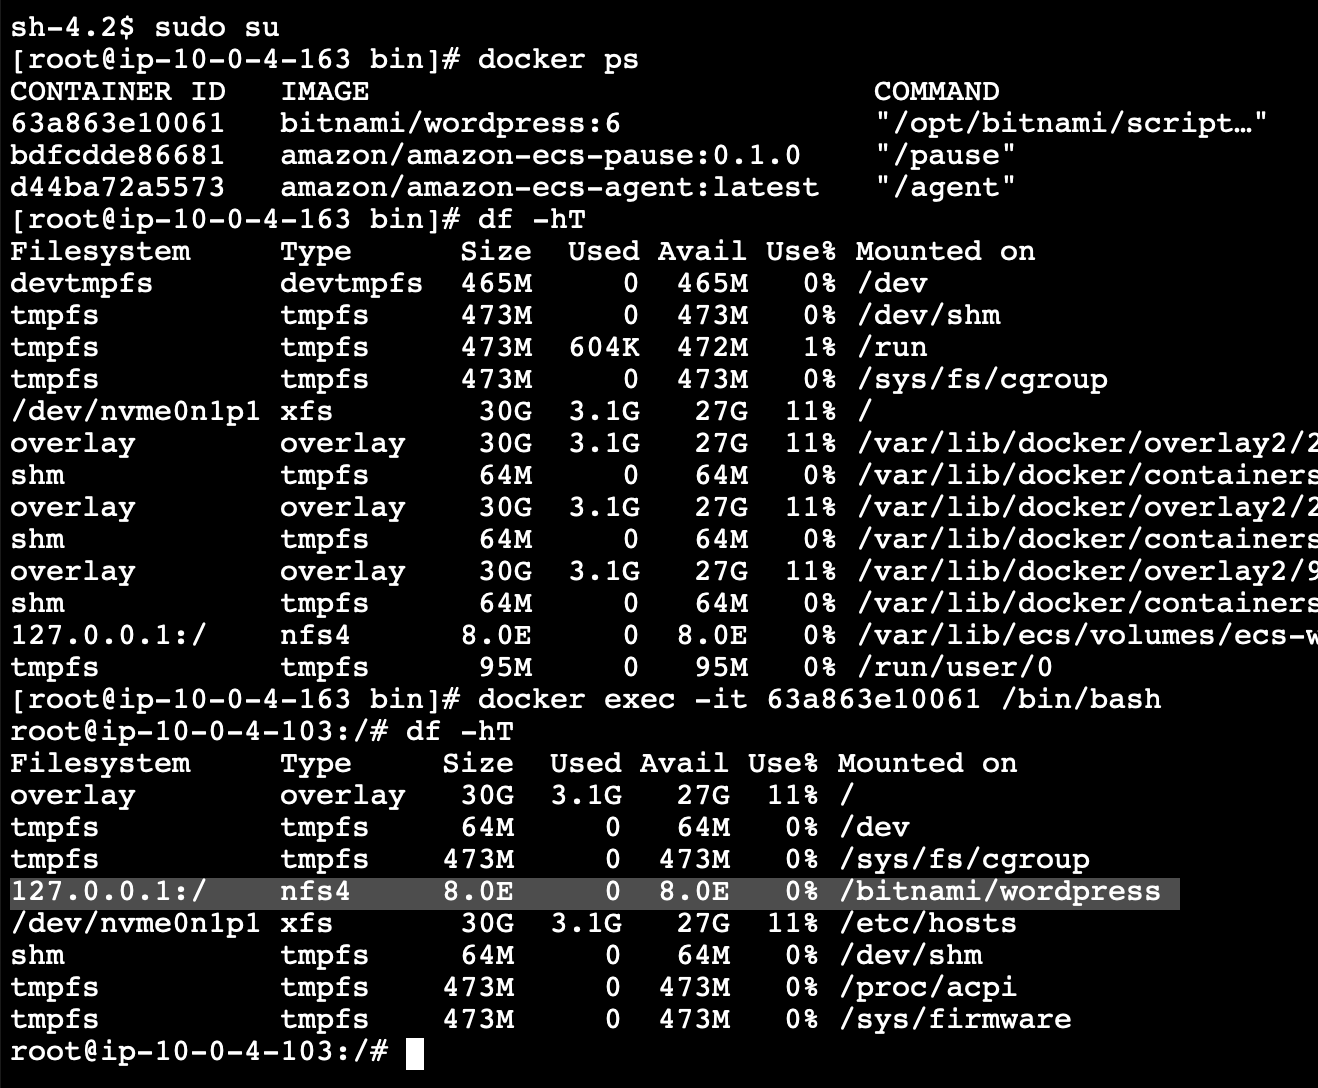 sh-4.2$ sudo su
[root@ip-10-0-4-163 bin]# docker ps
CONTAINER ID   IMAGE                            COMMAND
63a863e10061   bitnami/wordpress:6              "/opt/bitnami/script…"
bdfcdde86681   amazon/amazon-ecs-pause:0.1.0    "/pause"
d44ba72a5573   amazon/amazon-ecs-agent:latest   "/agent"
[root@ip-10-0-4-163 bin]# df -hT
Filesystem     Type      Size  Used Avail Use% Mounted on
devtmpfs       devtmpfs  465M     0  465M   0% /dev
tmpfs          tmpfs     473M     0  473M   0% /dev/shm
tmpfs          tmpfs     473M  604K  472M   1% /run
tmpfs          tmpfs     473M     0  473M   0% /sys/fs/cgroup
/dev/nvme0n1p1 xfs        30G  3.1G   27G  11% /
overlay        overlay    30G  3.1G   27G  11% /var/lib/docker/overlay2/2
shm            tmpfs      64M     0   64M   0% /var/lib/docker/containers
overlay        overlay    30G  3.1G   27G  11% /var/lib/docker/overlay2/2
shm            tmpfs      64M     0   64M   0% /var/lib/docker/containers
overlay        overlay    30G  3.1G   27G  11% /var/lib/docker/overlay2/9
shm            tmpfs      64M     0   64M   0% /var/lib/docker/containers
127.0.0.1:/    nfs4      8.0E     0  8.0E   0% /var/lib/ecs/volumes/ecs-w
tmpfs          tmpfs      95M     0   95M   0% /run/user/0
[root@ip-10-0-4-163 bin]# docker exec -it 63a863e10061 /bin/bash
root@ip-10-0-4-103:/# df -hT
Filesystem     Type     Size  Used Avail Use% Mounted on
overlay        overlay   30G  3.1G   27G  11% /
tmpfs          tmpfs     64M     0   64M   0% /dev
tmpfs          tmpfs    473M     0  473M   0% /sys/fs/cgroup
127.0.0.1:/    nfs4     8.0E     0  8.0E   0% /bitnami/wordpress
/dev/nvme0n1p1 xfs       30G  3.1G   27G  11% /etc/hosts
shm            tmpfs     64M     0   64M   0% /dev/shm
tmpfs          tmpfs    473M     0  473M   0% /proc/acpi
tmpfs          tmpfs    473M     0  473M   0% /sys/firmware
root@ip-10-0-4-103:/#